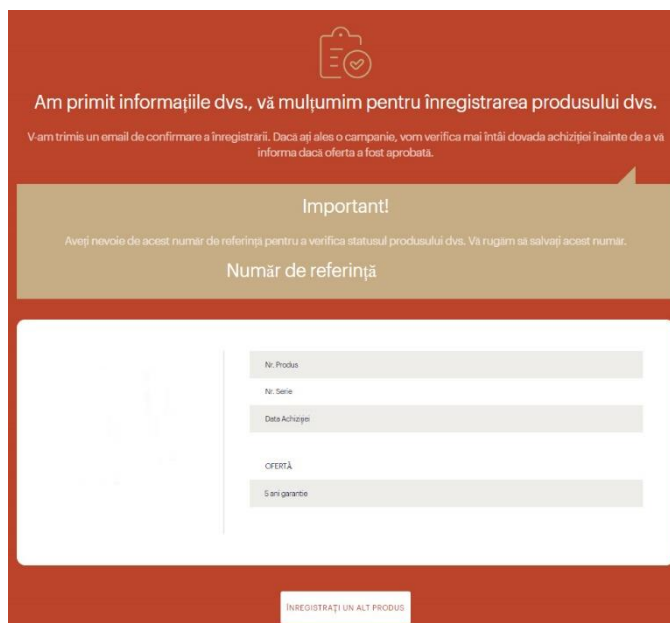 Am primit informațiile dvs., vă mulțumim pentru înregistrarea produsului dvs.
V-am trimis un email de confirmare a înregistrării. Dacă ați ales o campanie, vom verifica mai întâi dovada achiziției înainte de a vă
informa dacă oferta a fost aprobată.
Important!
Aveți nevoie de acest număr de referință pentru a verifica statusul produsului dvs. Vă rugăm să salvați acest număr.
Număr de referință
Nr. Produs
Nr. Serie
Data Achiziției
OFERTĂ
5 ani garantie
ÎNREGISTRAȚI UN ALT PRODUS